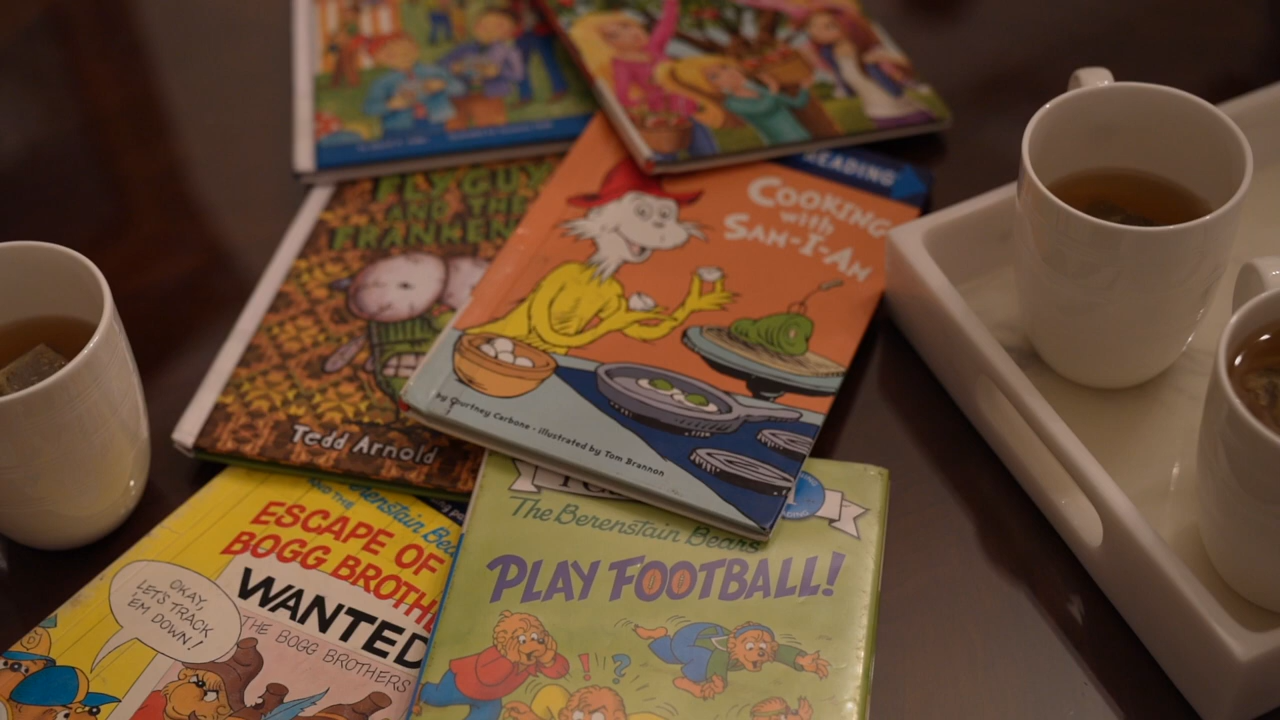 READING
COOKING
with
SAM-I-AM
by Courtney Carbone · illustrated by Tom Brannon
FLY GUY
AND THE
FRANKEN
Tedd Arnold
The Berenstain Bears
PLAY FOOTBALL!
Berenstain Bea
AND THE
ESCAPE OF
BOGG BROTH
WANTED
THE BOGG BROTHERS
OKAY,
LET'S TRACK
'EM DOWN!